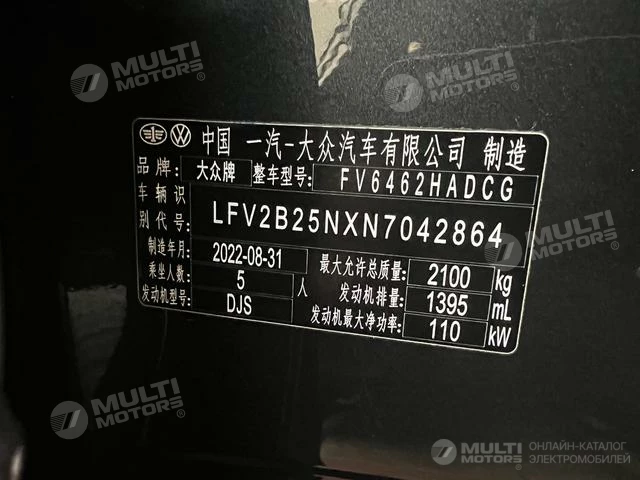 MULTI MOTORS
MULTI MOTORS
中国 一汽-大众汽车有限公司 制造
品牌: 大众牌 整车型号: FV6462HADCG
车辆识别代号: LFV2B25NXN7042864
制造年月: 2022-08-31 最大允许总质量: 2100 kg
乘坐人数: 5 人 发动机排量: 1395 mL
发动机型号: DJS 发动机最大净功率: 110 kW
MULTI MOTORS
MULTI MOTORS ОНЛАЙН-КАТАЛОГ
ЭЛЕКТРОМОБИЛЕЙ